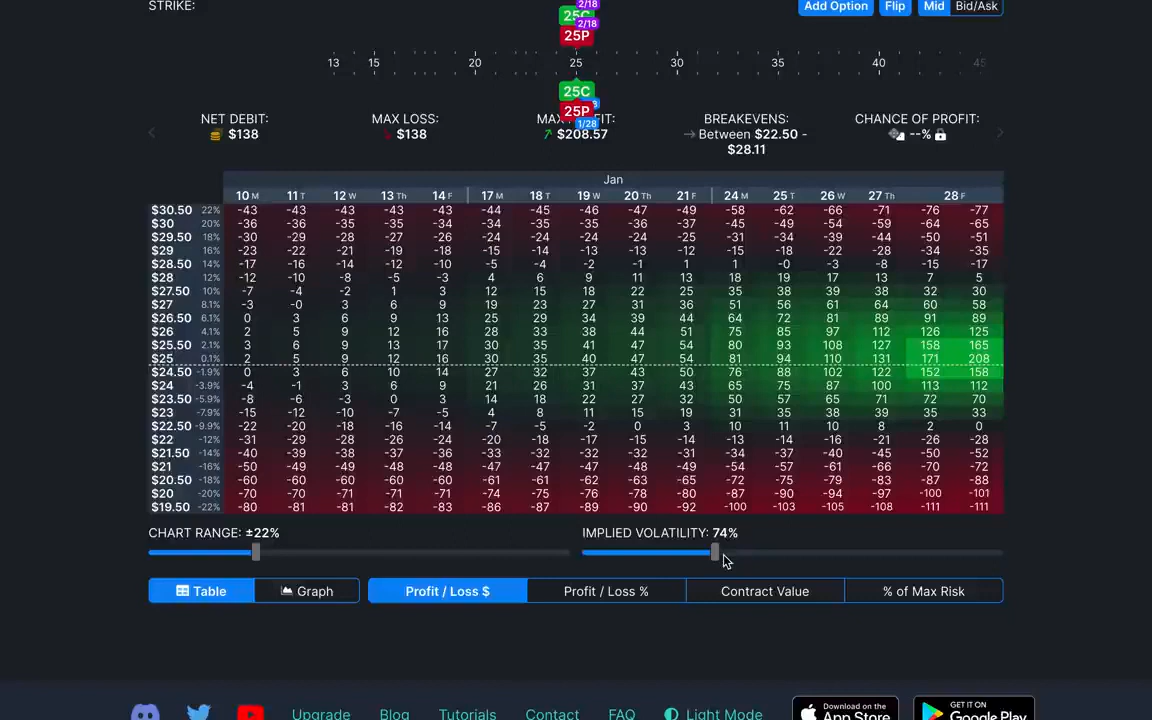 STRIKE:
Add Option Flip Mid Bid/Ask
2/18
25C
2/18
25P
13 15 20 25 30 35 40 45
25C
25P
1/28
NET DEBIT: MAX LOSS: BREAKEVENS: CHANCE OF PROFIT:
$138 $138 $208.57 Between $22.50 - $28.11 --%
Jan
10 M 11 T 12 W 13 Th 14 F 17 M 18 T 19 W 20 Th 21 F 24 M 25 T 26 W 27 Th 28 F
$30.50 22% -43 -43 -43 -43 -43 -44 -45 -46 -47 -49 -58 -62 -66 -71 -76 -77
$30 20% -36 -36 -35 -35 -34 -34 -35 -35 -36 -37 -45 -49 -54 -59 -64 -65
$29.50 18% -30 -29 -28 -27 -26 -24 -24 -24 -24 -25 -31 -34 -39 -44 -50 -51
$29 16% -23 -22 -21 -19 -18 -15 -14 -13 -13 -12 -15 -18 -22 -28 -34 -35
$28.50 14% -17 -16 -14 -12 -10 -5 -4 -2 -1 1 1 -0 -3 -8 -15 -17
$28 12% -12 -10 -8 -5 -3 4 6 9 11 13 18 19 17 13 7 5
$27.50 10% -7 -4 -2 1 3 12 15 18 22 25 35 38 39 38 32 30
$27 8.1% -3 -0 3 6 9 19 23 27 31 36 51 56 61 64 60 58
$26.50 6.1% 0 3 6 9 13 25 29 34 39 44 64 72 81 89 91 89
$26 4.1% 2 5 9 12 16 28 33 38 44 51 75 85 97 112 126 125
$25.50 2.1% 3 6 9 13 17 30 35 41 47 54 80 93 108 127 158 165
$25 0.1% 2 5 9 12 16 30 35 40 47 54 81 94 110 131 171 208
$24.50 -1.9% 0 3 6 10 14 27 32 37 43 50 76 88 102 122 152 158
$24 -3.9% -4 -1 3 6 9 21 26 31 37 43 65 75 87 100 113 112
$23.50 -5.9% -8 -6 -3 0 3 14 18 22 27 32 50 57 65 71 72 70
$23 -7.9% -15 -12 -10 -7 -5 4 8 11 15 19 31 35 38 39 35 33
$22.50 -9.9% -22 -20 -18 -16 -14 -7 -5 -2 0 3 10 11 10 8 2 0
$22 -12% -31 -29 -28 -26 -24 -20 -18 -17 -15 -14 -13 -14 -16 -21 -26 -28
$21.50 -14% -40 -39 -38 -37 -36 -33 -32 -32 -32 -31 -34 -37 -40 -45 -50 -52
$21 -16% -50 -49 -49 -48 -48 -47 -47 -47 -48 -49 -54 -57 -61 -66 -70 -72
$20.50 -18% -60 -60 -60 -60 -60 -61 -61 -62 -63 -65 -72 -75 -79 -83 -87 -88
$20 -20% -70 -70 -71 -71 -71 -74 -75 -76 -78 -80 -87 -90 -94 -97 -100 -101
$19.50 -22% -80 -81 -81 -82 -83 -86 -87 -89 -90 -92 -100 -103 -105 -108 -111 -111
CHART RANGE: ±22% IMPLIED VOLATILITY: 74%
Table Graph Profit / Loss $ Profit / Loss % Contract Value % of Max Risk
Upgrade Blog Tutorials Contact FAQ Light Mode
Download on the
App Store
GET IT ON
Google Play